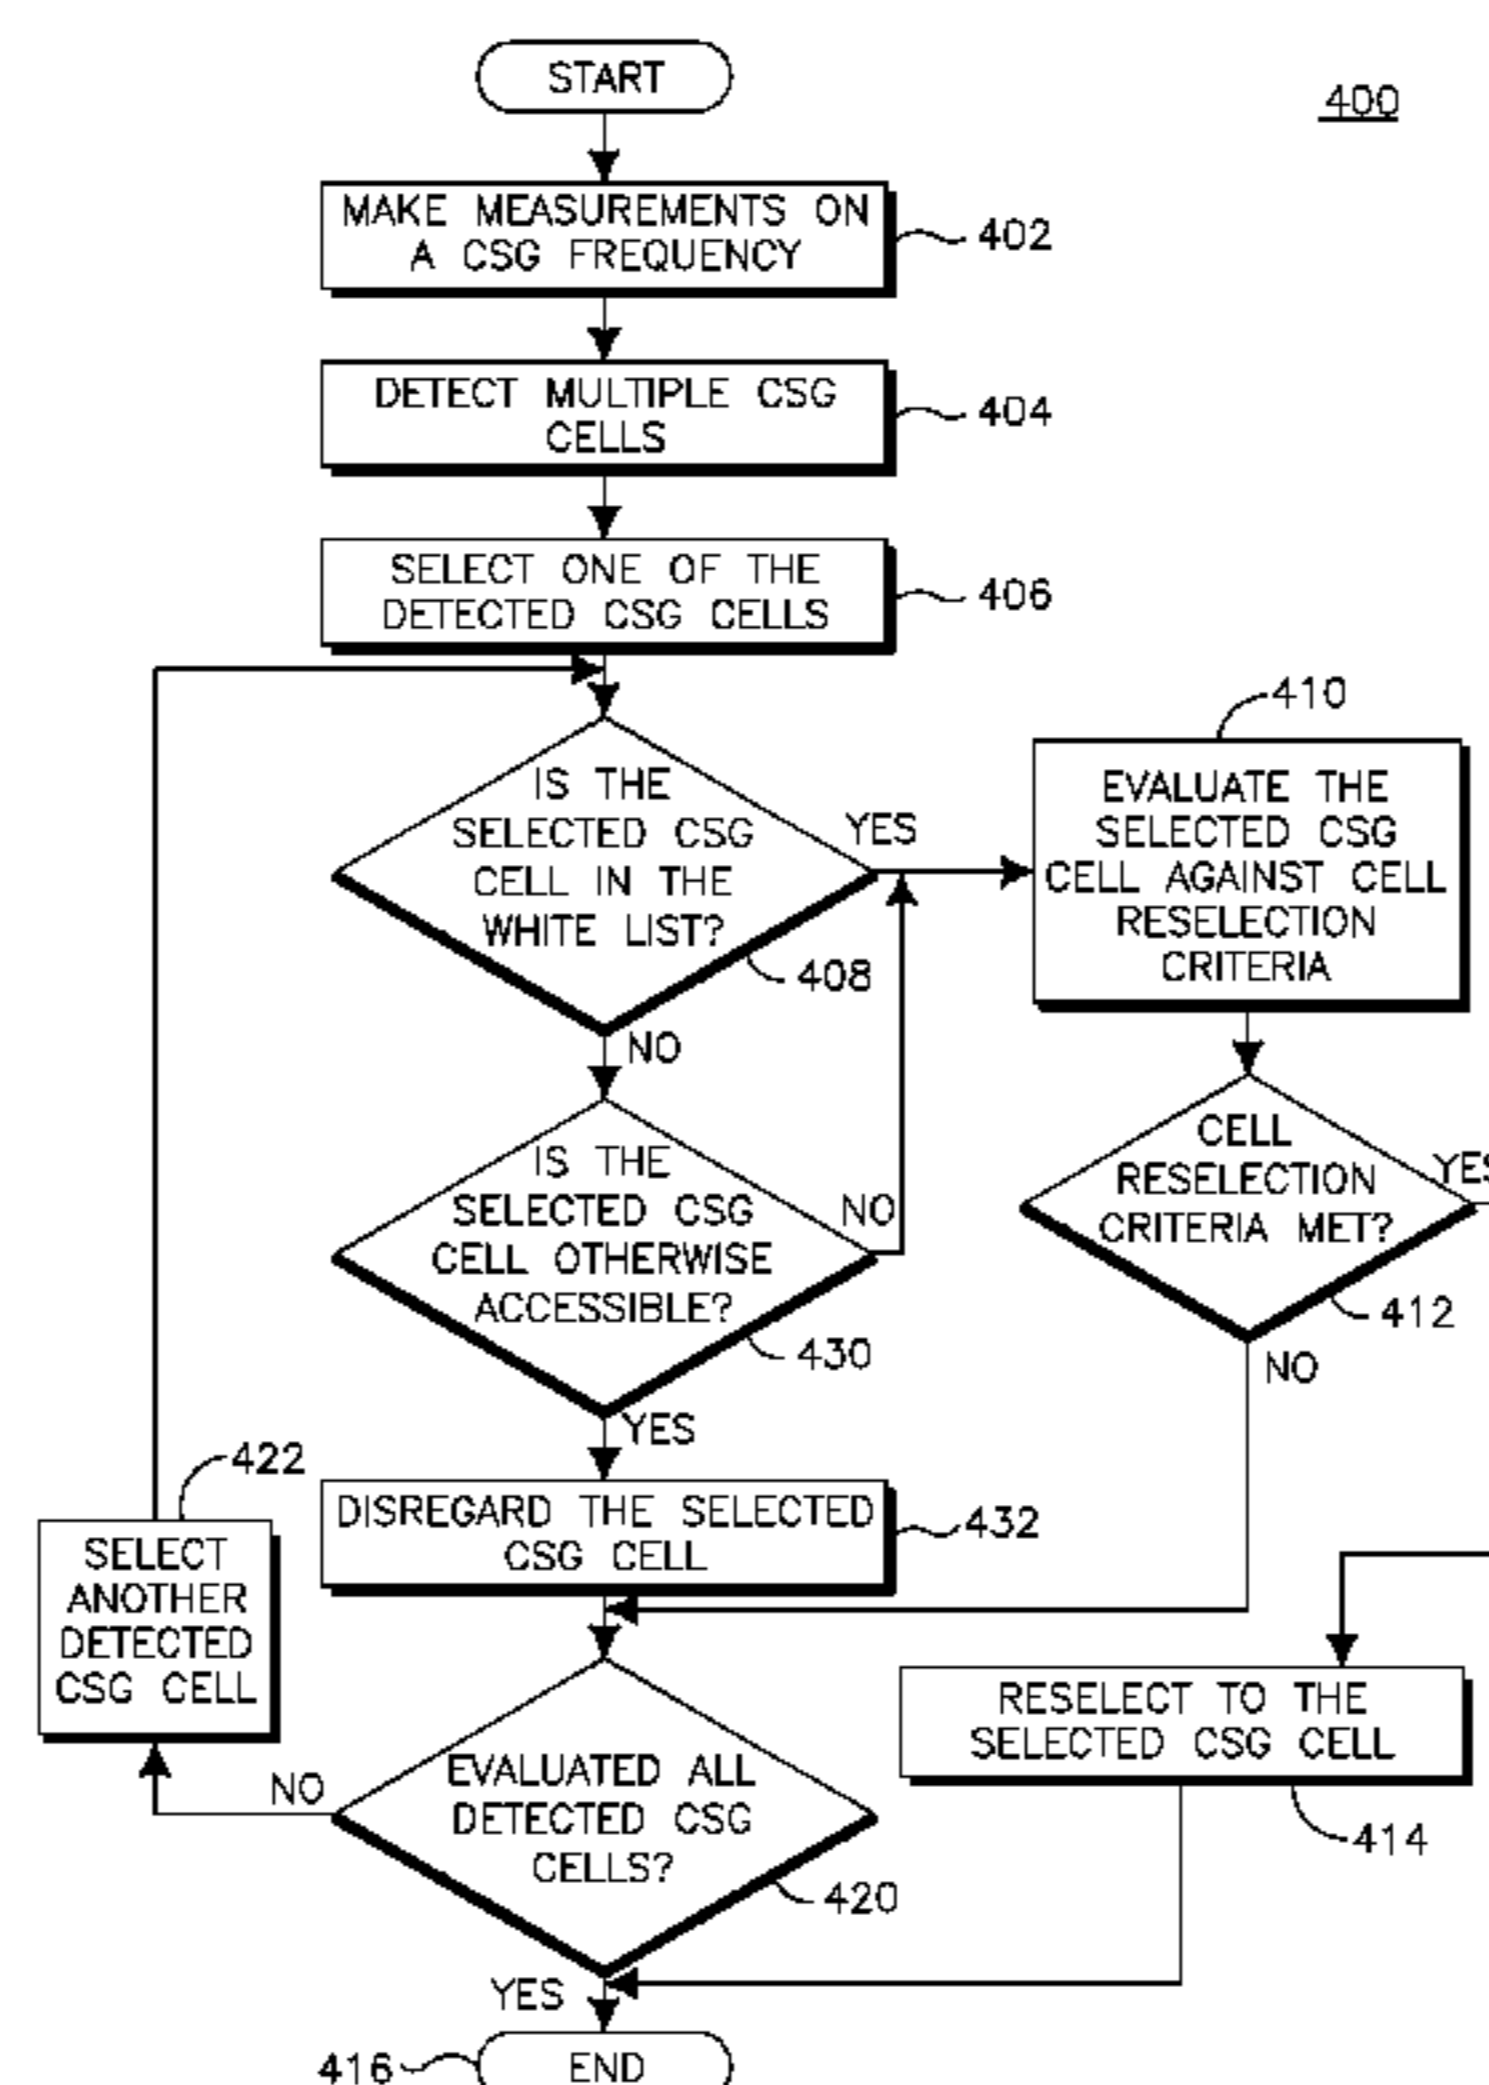 START
400
MAKE MEASUREMENTS ON
A CSG FREQUENCY
402
DETECT MULTIPLE CSG
CELLS
404
SELECT ONE OF THE
DETECTED CSG CELLS
406
IS THE
SELECTED CSG
CELL IN THE
WHITE LIST?
408
YES
NO
410
EVALUATE THE
SELECTED CSG
CELL AGAINST CELL
RESELECTION
CRITERIA
IS THE
SELECTED CSG
CELL OTHERWISE
ACCESSIBLE?
430
NO
YES
CELL
RESELECTION
CRITERIA MET?
412
YES
NO
DISREGARD THE SELECTED
CSG CELL
432
422
SELECT
ANOTHER
DETECTED
CSG CELL
RESELECT TO THE
SELECTED CSG CELL
414
EVALUATED ALL
DETECTED CSG
CELLS?
420
NO
YES
416
END